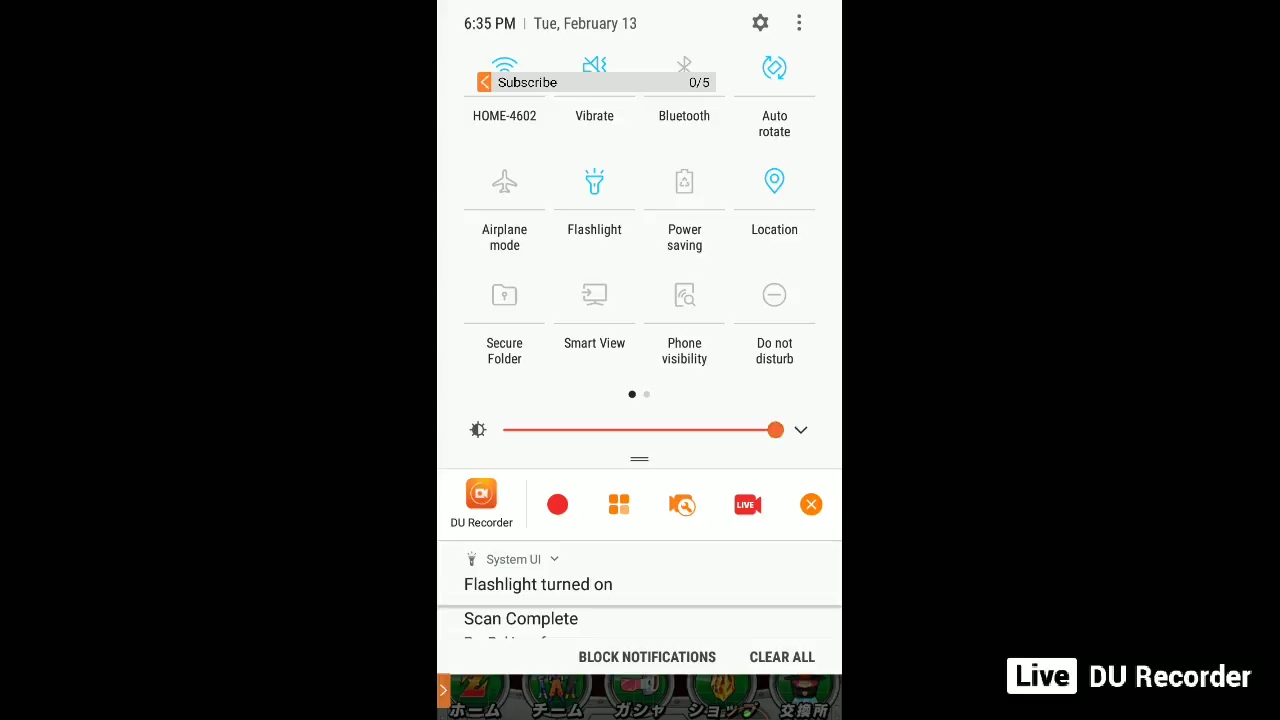 6:35 PM | Tue, February 13
Subscribe 0/5
HOME-4602 Vibrate Bluetooth Auto rotate
Airplane mode Flashlight Power saving Location
Secure Folder Smart View Phone visibility Do not disturb
DU Recorder LIVE
System UI
Flashlight turned on
Scan Complete
BLOCK NOTIFICATIONS CLEAR ALL
ホーム チーム ガシャ ショップ 交換所
Live DU Recorder